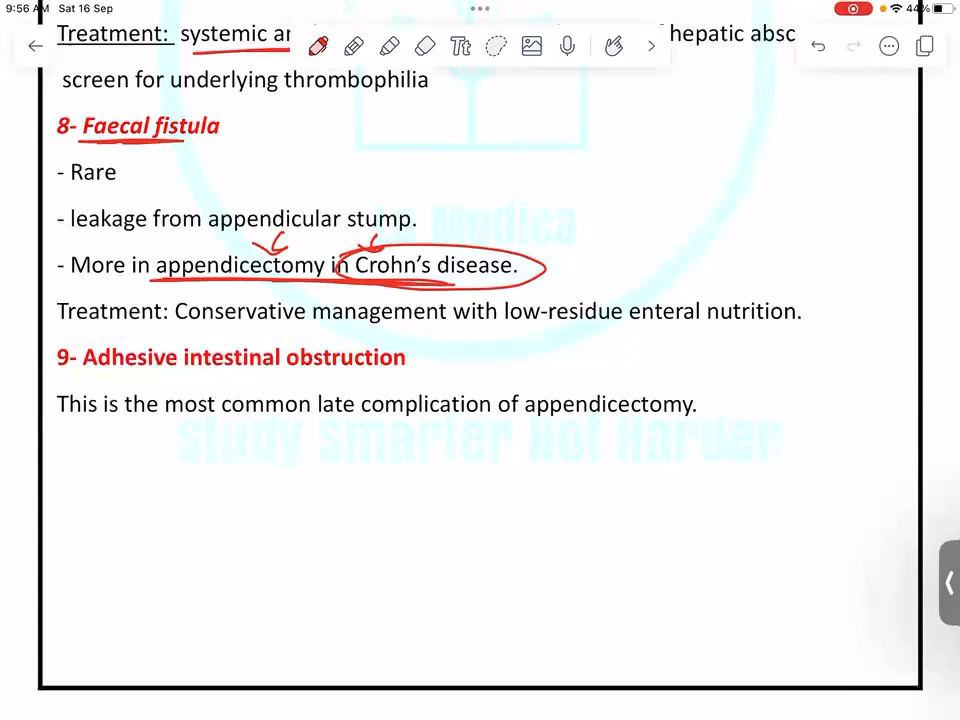 9:56 AM Sat 16 Sep
44%
Treatment: systemic an
hepatic absc
Tt
screen for underlying thrombophilia
8- Faecal fistula
- Rare
- leakage from appendicular stump.
- More in appendicectomy in Crohn's disease.
Treatment: Conservative management with low-residue enteral nutrition.
9- Adhesive intestinal obstruction
This is the most common late complication of appendicectomy.
Study Smarter Not Harder